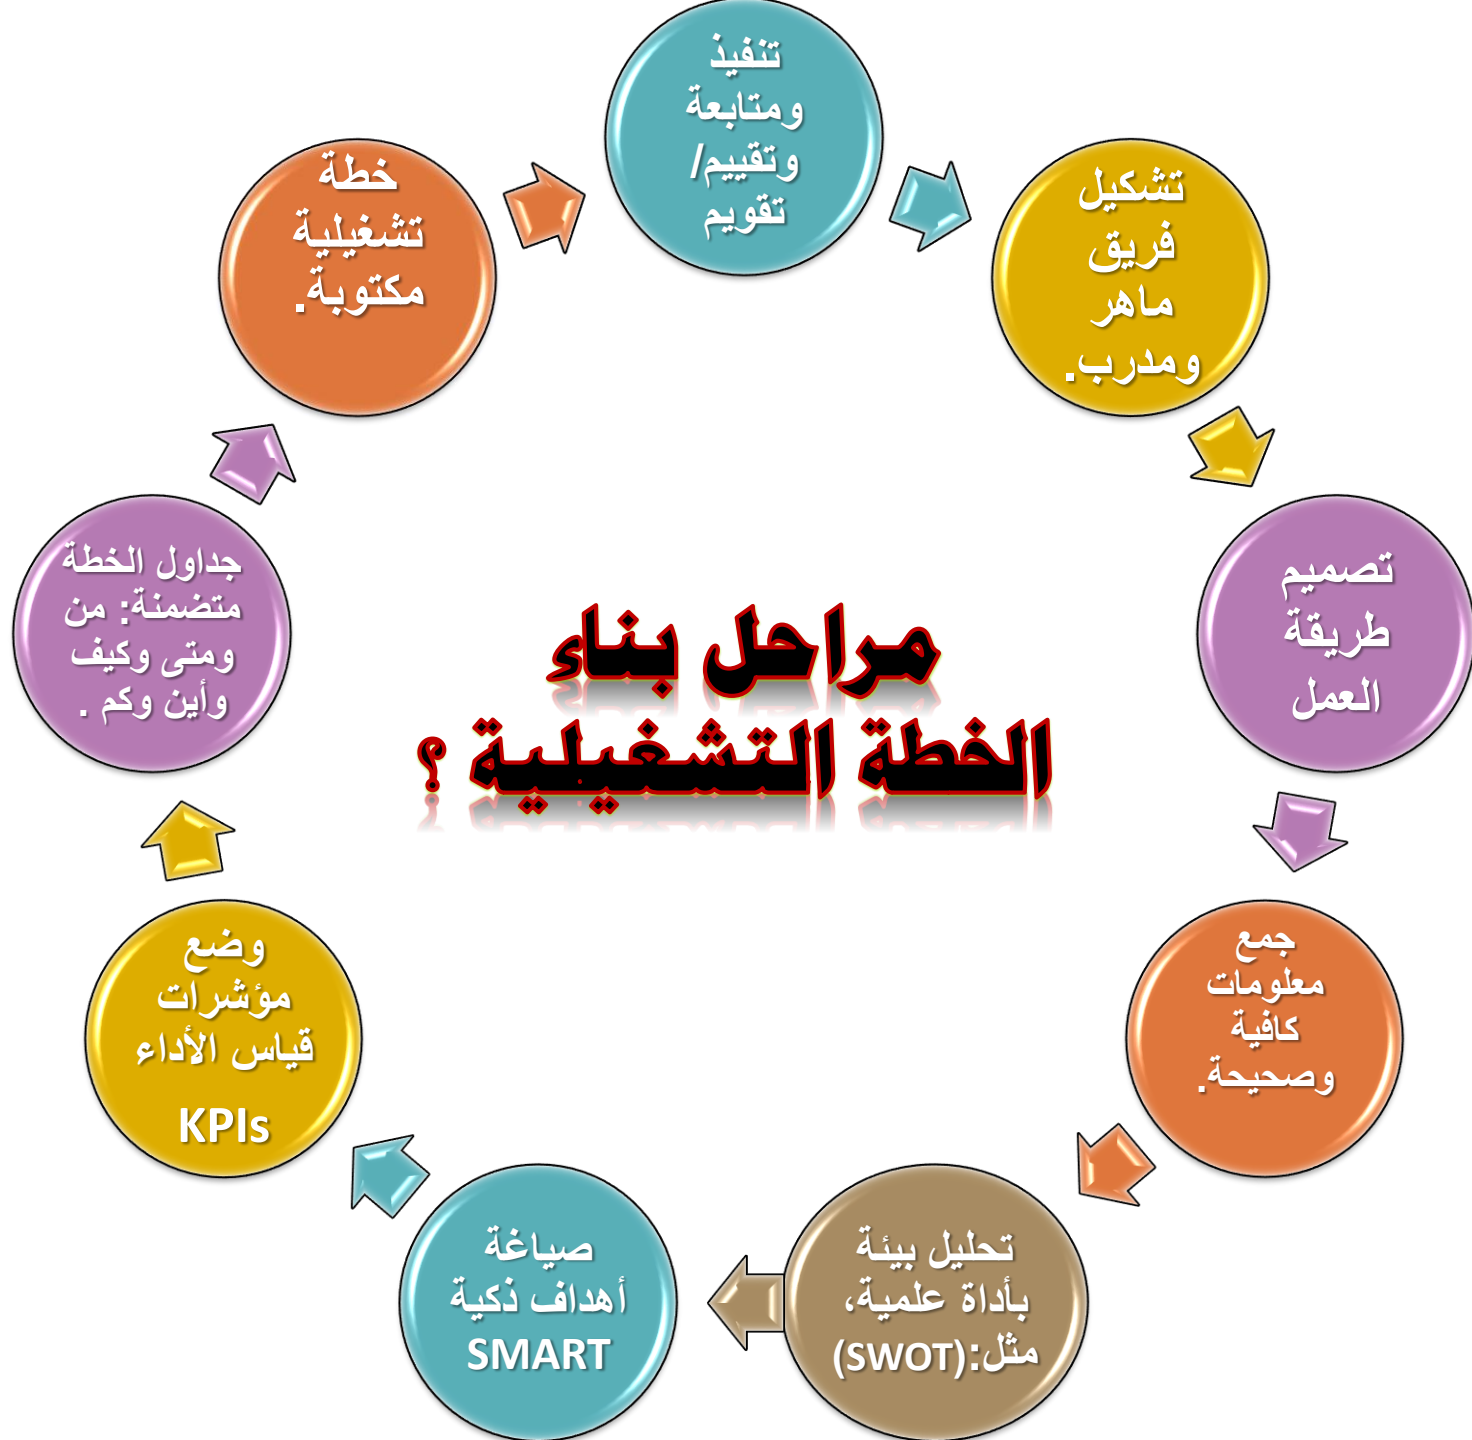 مراحل بناء
الخطة التشغيلية ؟
تنفيذ
ومتابعة
وتقييم/
تقويم
تشكيل
فريق
ماهر
ومدرب.
تصميم
طريقة
العمل
جمع
معلومات
كافية
وصحيحة.
تحليل بيئة
بأداة علمية،
مثل:(SWOT)
صياغة
أهداف ذكية
SMART
وضع
مؤشرات
قياس الأداء
KPIs
جداول الخطة
متضمنة: من
ومتى وكيف
وأين وكم .
خطة
تشغيلية
مكتوبة.